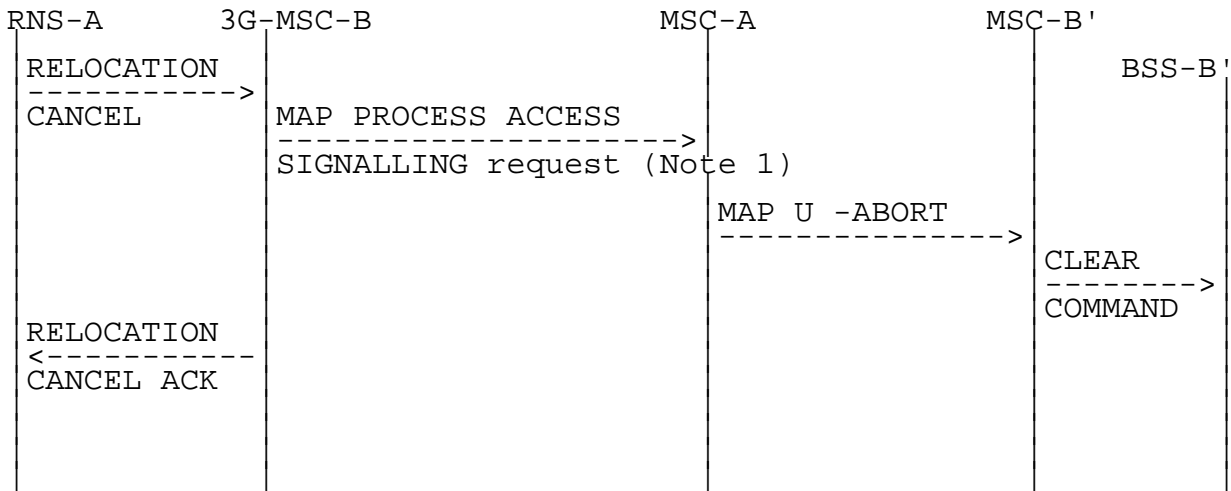 RNS-A 3G-MSC-B MSC-A MSC-B'
RELOCATION BSS-B'
----------->
CANCEL MAP PROCESS ACCESS
--------------------->
SIGNALLING request (Note 1)
MAP U -ABORT
--------------->
CLEAR
-------->
COMMAND
RELOCATION
<-----------
CANCEL ACK